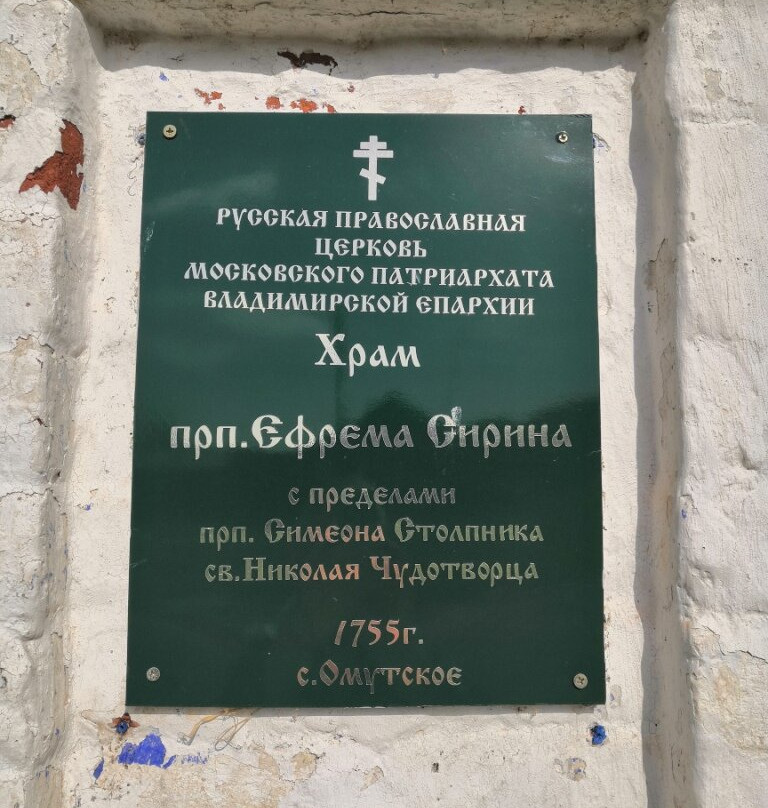 РУССКАЯ ПРАВОСЛАВНАЯ
ЦЕРКОВЬ
МОСКОВСКОГО ПАТРИАРХАТА
ВЛАДИМИРСКОЙ ЕПАРХИИ
Храм
прп.Ефрема Сирина
с пределами
прп. Симеона Столпника
св.Николая Чудотворца
1755г.
с.Омутское